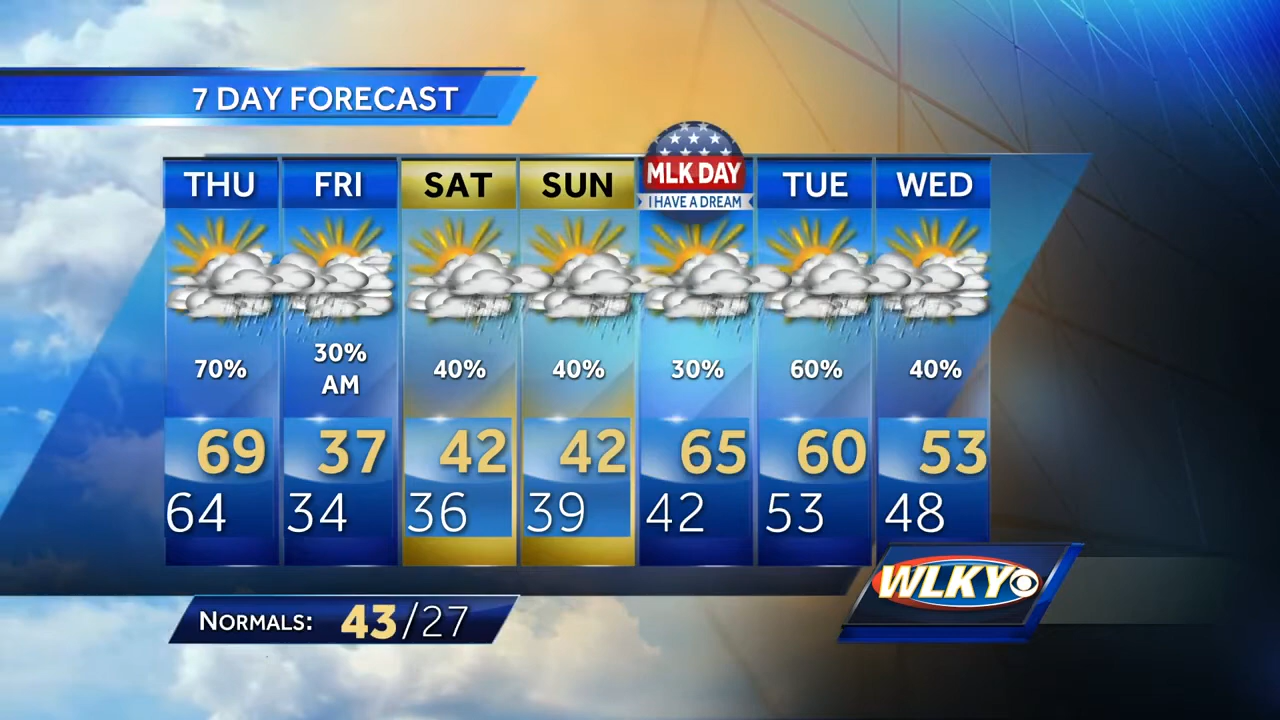 7 DAY FORECAST
THU FRI SAT SUN MLK DAY TUE WED
I HAVE A DREAM
70% 30% AM 40% 40% 30% 60% 40%
69 37 42 42 65 60 53
64 34 36 39 42 53 48
WLKY
NORMALS: 43/27